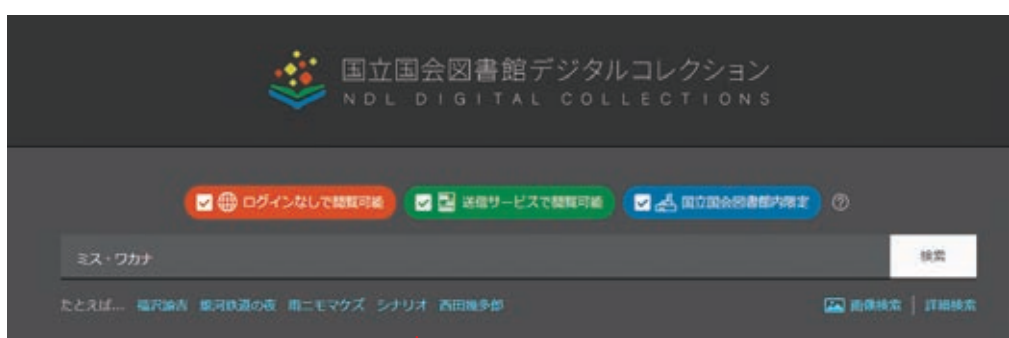 国立国会図書館デジタルコレクション
NDL DIGITAL COLLECTIONS
ログインなしで閲覧可能 送信サービスで閲覧可能 国立国会図書館内限定 ?
ミス・ワカナ 検索
たとえば... 福沢諭吉 銀河鉄道の夜 雨ニモマケズ シナリオ 西田幾多郎 画像検索 | 詳細検索